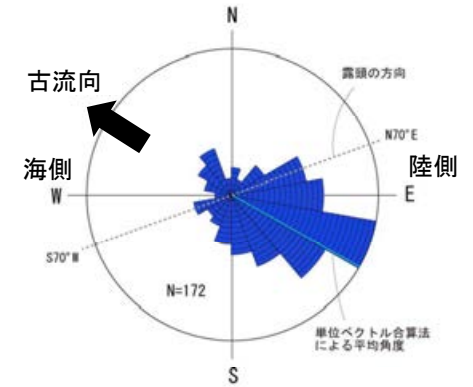 N
露頭の方向
古流向
N70°E
海側
陸側
W
E
S70°W
N=172
単位ベクトル合算法
による平均角度
S